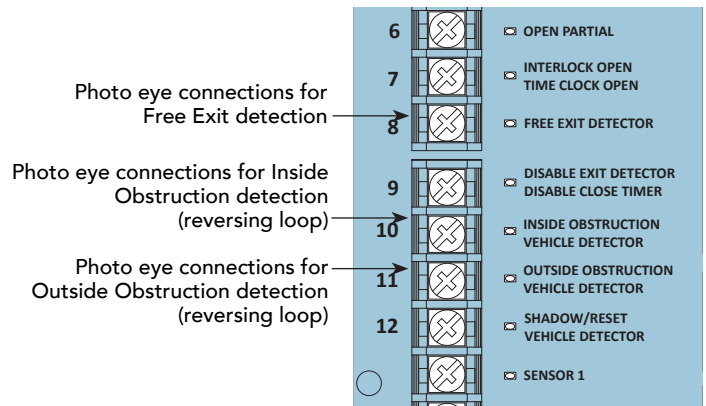 6 OPEN PARTIAL
7 INTERLOCK OPEN
TIME CLOCK OPEN
Photo eye connections for
Free Exit detection
8 FREE EXIT DETECTOR
Photo eye connections for Inside
Obstruction detection
(reversing loop)
9 DISABLE EXIT DETECTOR
DISABLE CLOSE TIMER
10 INSIDE OBSTRUCTION
VEHICLE DETECTOR
Photo eye connections for
Outside Obstruction detection
(reversing loop)
11 OUTSIDE OBSTRUCTION
VEHICLE DETECTOR
12 SHADOW/RESET
VEHICLE DETECTOR
SENSOR 1